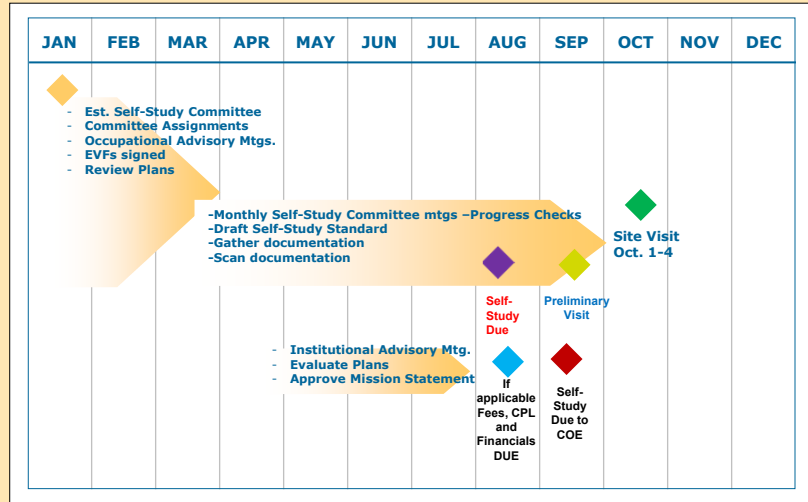 JAN FEB MAR APR MAY JUN JUL AUG SEP OCT NOV DEC
- Est. Self-Study Committee
- Committee Assignments
- Occupational Advisory Mtgs.
- EVFs signed
- Review Plans
-Monthly Self-Study Committee mtgs –Progress Checks
-Draft Self-Study Standard
-Gather documentation
-Scan documentation
Site Visit
Oct. 1-4
Self-
Study
Due
Preliminary
Visit
- Institutional Advisory Mtg.
- Evaluate Plans
- Approve Mission Statement
If
applicable
Fees, CPL
and
Financials
DUE
Self-
Study
Due to
COE